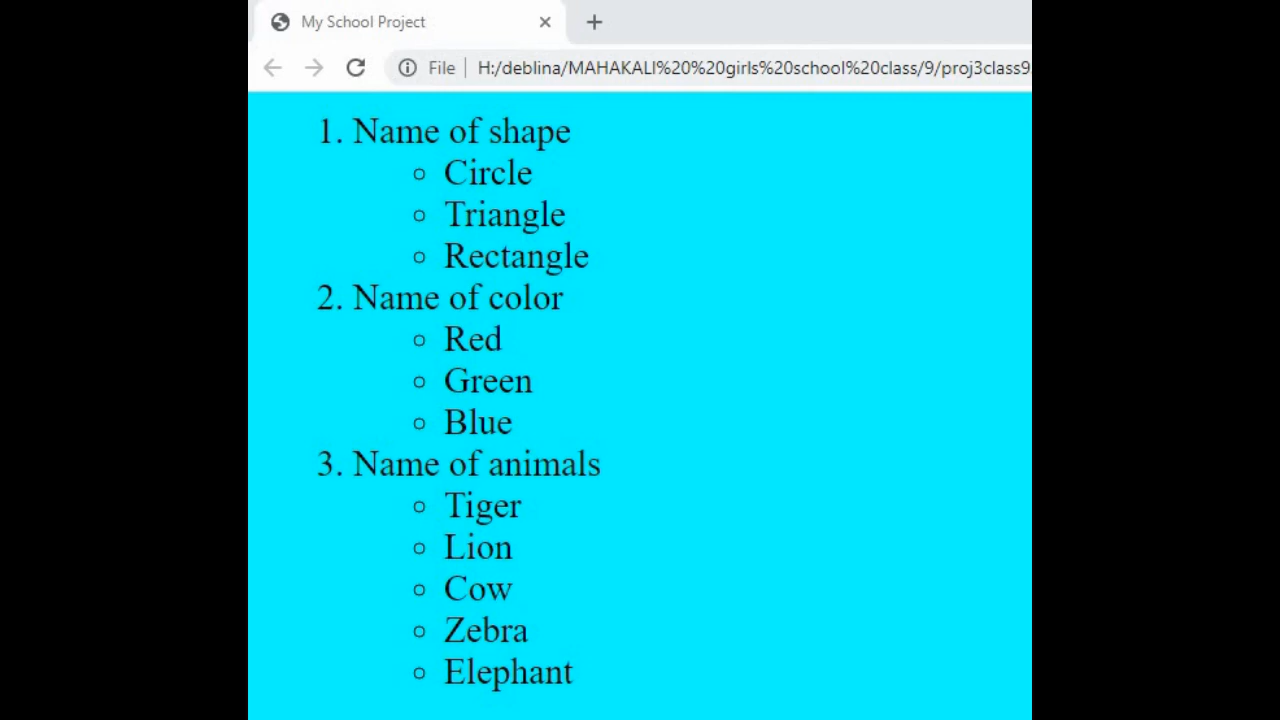 My School Project
File H:/deblina/MAHAKALI%20%20girls%20school%20class/9/proj3class9
1. Name of shape
Circle
Triangle
Rectangle
2. Name of color
Red
Green
Blue
3. Name of animals
Tiger
Lion
Cow
Zebra
Elephant